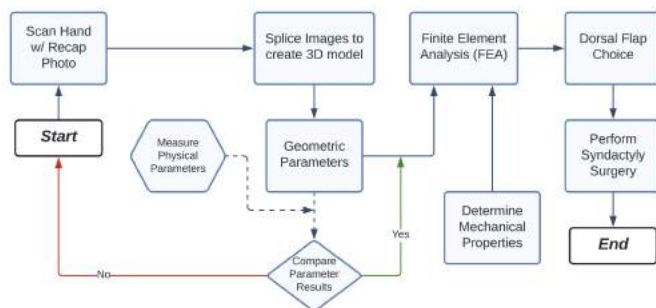 Scan Hand
w/ Recap
Photo
Splice Images to
create 3D model
Finite Element
Analysis (FEA)
Dorsal Flap
Choice
Start
Measure
Physical
Parameters
Geometric
Parameters
Perform
Syndactyly
Surgery
Determine
Mechanical
Properties
Yes
End
No
Compare
Parameter
Results